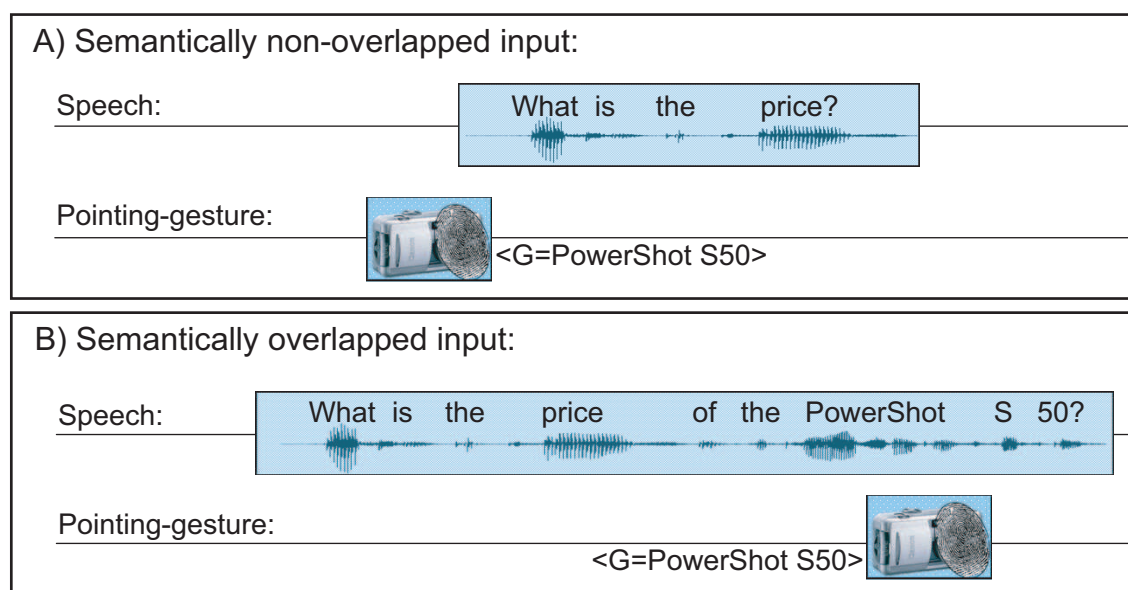 A) Semantically non-overlapped input:
Speech:
What is the price?
Pointing-gesture:
<G=PowerShot S50>
B) Semantically overlapped input:
Speech:
What is the price of the PowerShot S 50?
Pointing-gesture:
<G=PowerShot S50>